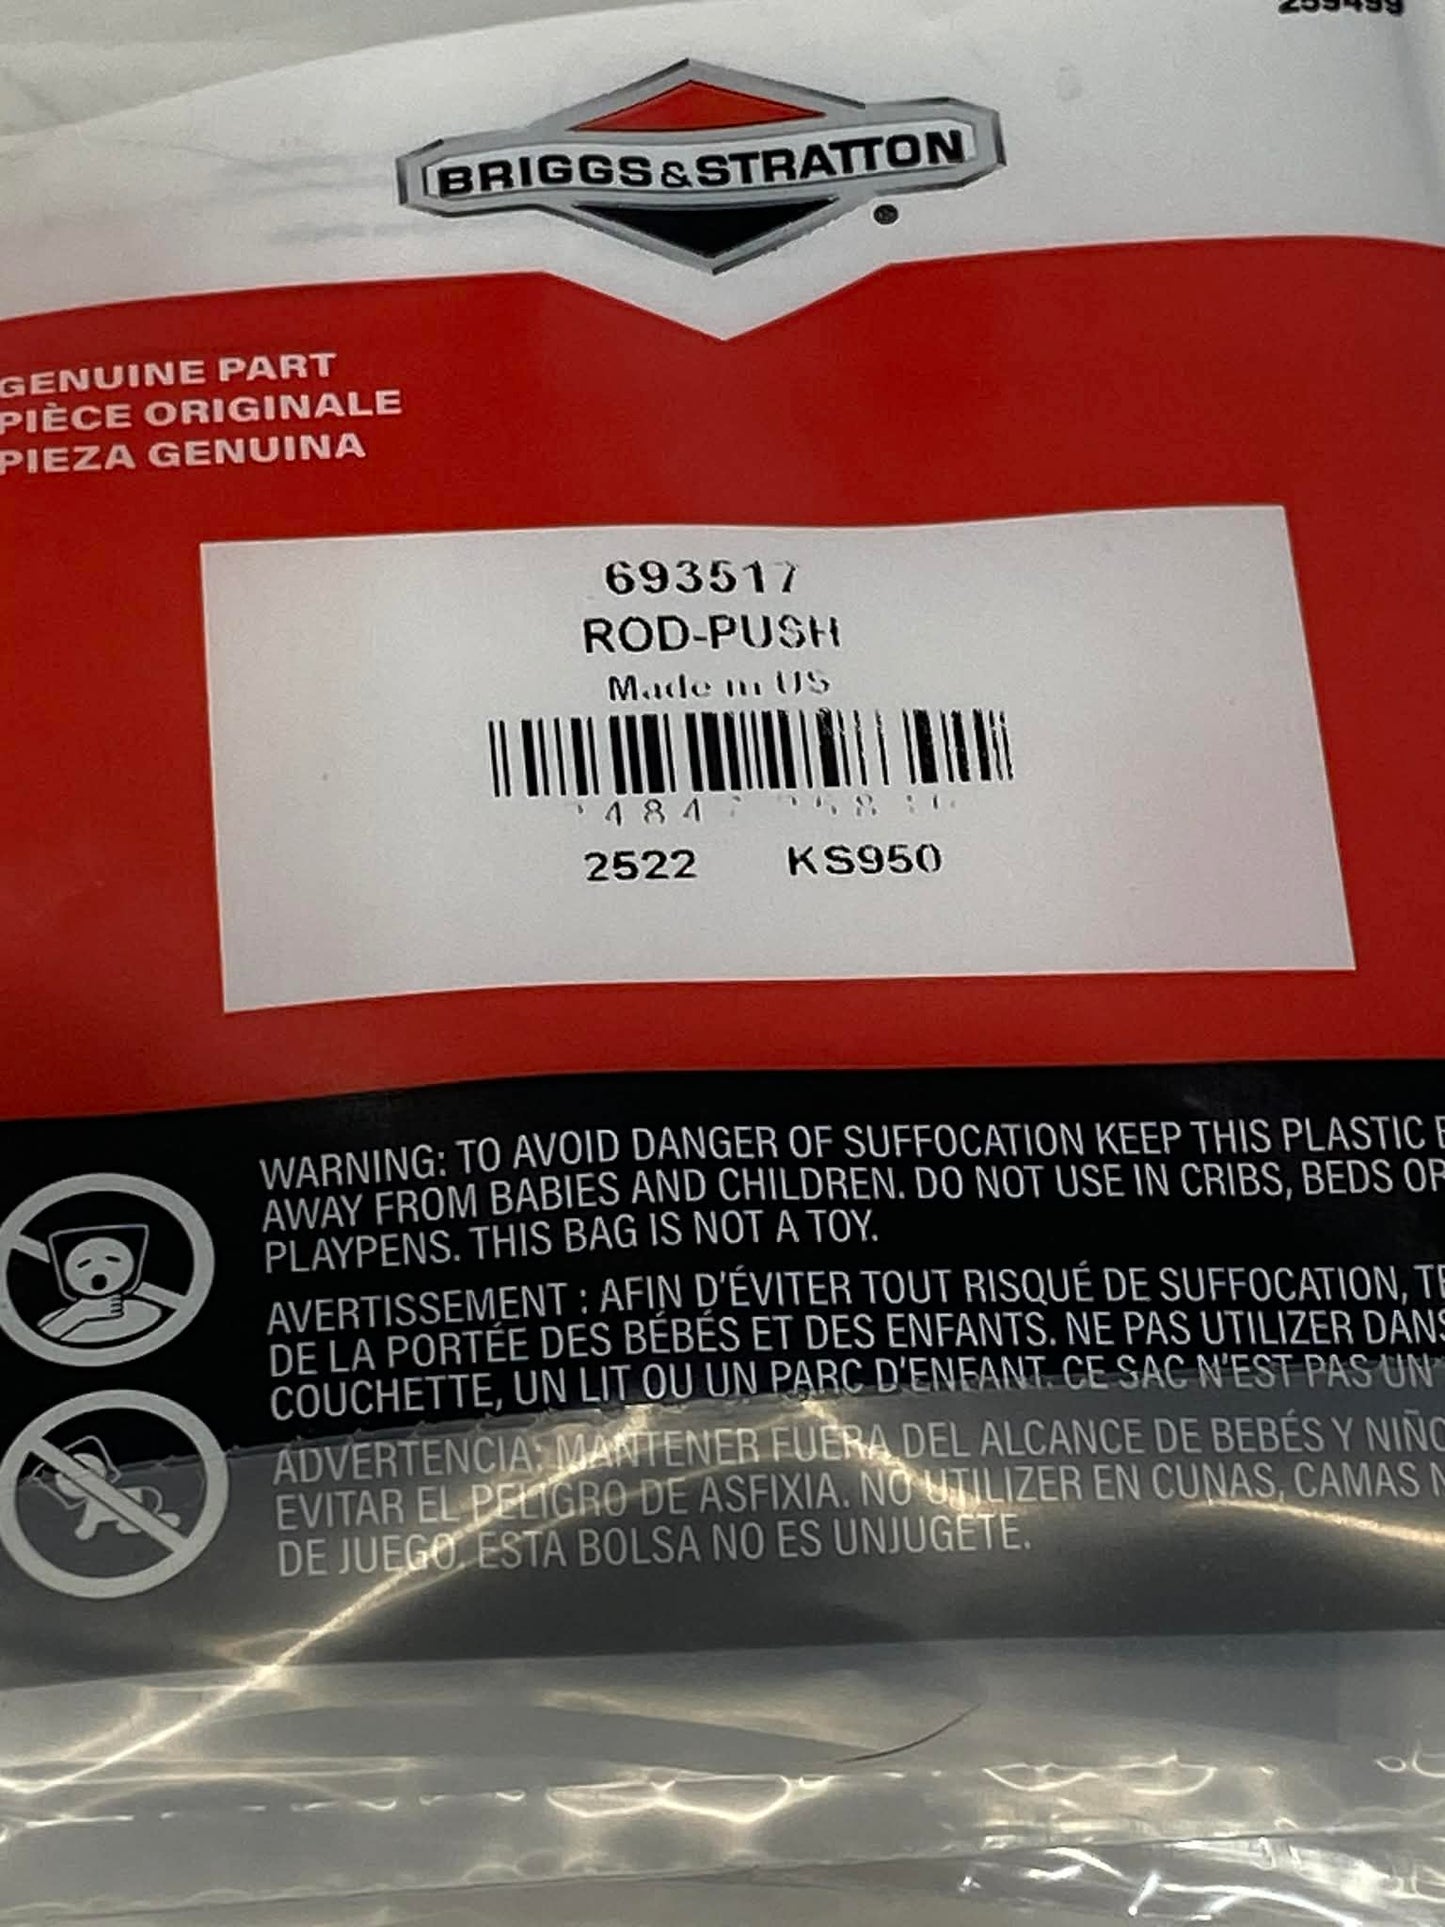 BRIGGS&STRATTON
GENUINE PART
PIÈCE ORIGINALE
PIEZA GENUINA
693517
ROD-PUSH
Made in US
2522 KS950
WARNING: TO AVOID DANGER OF SUFFOCATION KEEP THIS PLASTIC
AWAY FROM BABIES AND CHILDREN. DO NOT USE IN CRIBS, BEDS OR
PLAYPENS. THIS BAG IS NOT A TOY.
AVERTISSEMENT : AFIN D'ÉVITER TOUT RISQUÉ DE SUFFOCATION,
DE LA PORTÉE DES BÉBÉS ET DES ENFANTS. NE PAS UTILIZER DANS
COUCHETTE, UN LIT OU UN PARC D'ENFANT. CE SAC N'EST PAS UN
ADVERTENCIA: MANTENER FUERA DEL ALCANCE DE BEBÉS Y
EVITAR EL PELIGRO DE ASFIXIA. NO UTILIZER EN CUNAS, CAMAS
DE JUEGO, ESTA BOLSA NO ES UNJUGETE.